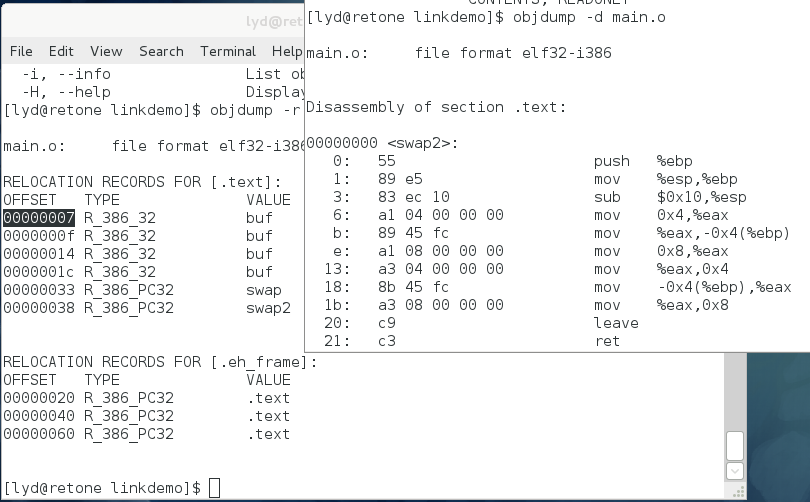 lyd@ret
File Edit View Search Terminal Help
-i, --info List ob
-H, --help Display
[lyd@retone linkdemo]$ objdump -r
main.o: file format elf32-i386
RELOCATION RECORDS FOR [.text]:
OFFSET TYPE VALUE
00000007 R_386_32 buf
0000000f R_386_32 buf
00000014 R_386_32 buf
0000001c R_386_32 buf
00000033 R_386_PC32 swap
00000038 R_386_PC32 swap2
RELOCATION RECORDS FOR [.eh_frame]:
OFFSET TYPE VALUE
00000020 R_386_PC32 .text
00000040 R_386_PC32 .text
00000060 R_386_PC32 .text
[lyd@retone linkdemo]$
CONTENTS, READONLY
[lyd@retone linkdemo]$ objdump -d main.o
main.o: file format elf32-i386
Disassembly of section .text:
00000000 <swap2>:
0: 55 push %ebp
1: 89 e5 mov %esp,%ebp
3: 83 ec 10 sub $0x10,%esp
6: a1 04 00 00 00 mov 0x4,%eax
b: 89 45 fc mov %eax,-0x4(%ebp)
e: a1 08 00 00 00 mov 0x8,%eax
13: a3 04 00 00 00 mov %eax,0x4
18: 8b 45 fc mov -0x4(%ebp),%eax
1b: a3 08 00 00 00 mov %eax,0x8
20: c9 leave
21: c3 ret